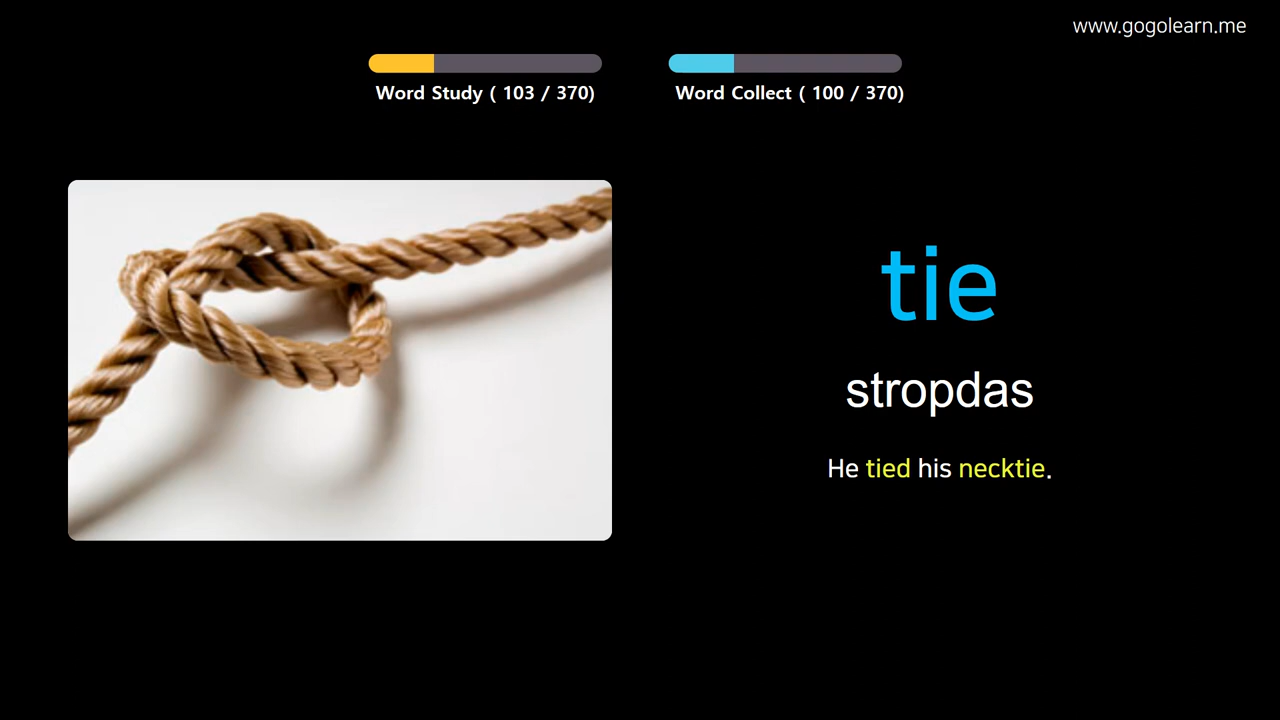 www.gogolearn.me
Word Study ( 103 / 370)
Word Collect ( 100 / 370)
tie
stropdas
He tied his necktie.